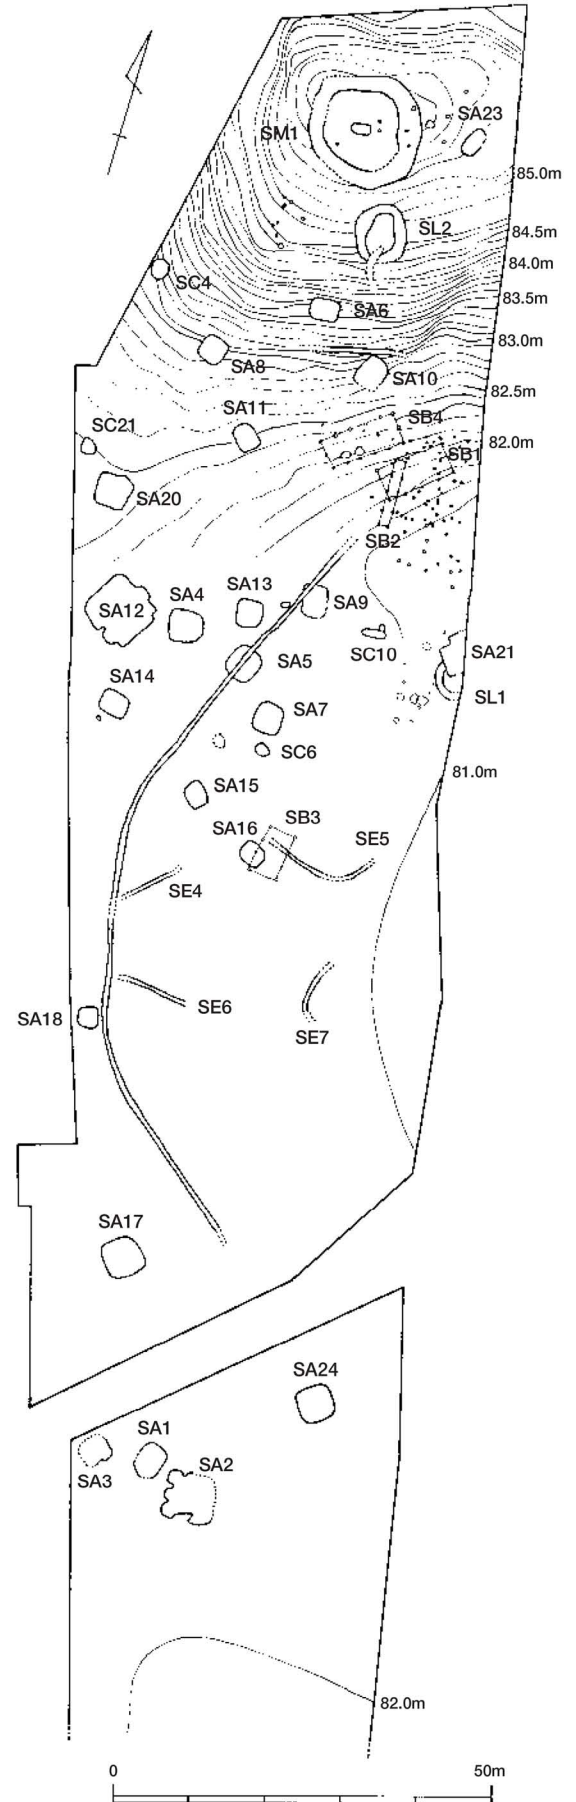 SA23
SM1
85.0m
SL2
84.5m
84.0m
SC4
83.5m
SA6
83.0m
SA8
SA10
82.5m
SA11
SB4
SC21
82.0m
SB1
SA20
SB2
SA13
SA4
SA9
SA12
SC10
SA21
SA5
SA14
SL1
SA7
SC6
81.0m
SA15
SB3
SA16
SE5
SE4
SE6
SA18
SE7
SA17
SA24
SA1
SA2
SA3
82.0m
0 50m